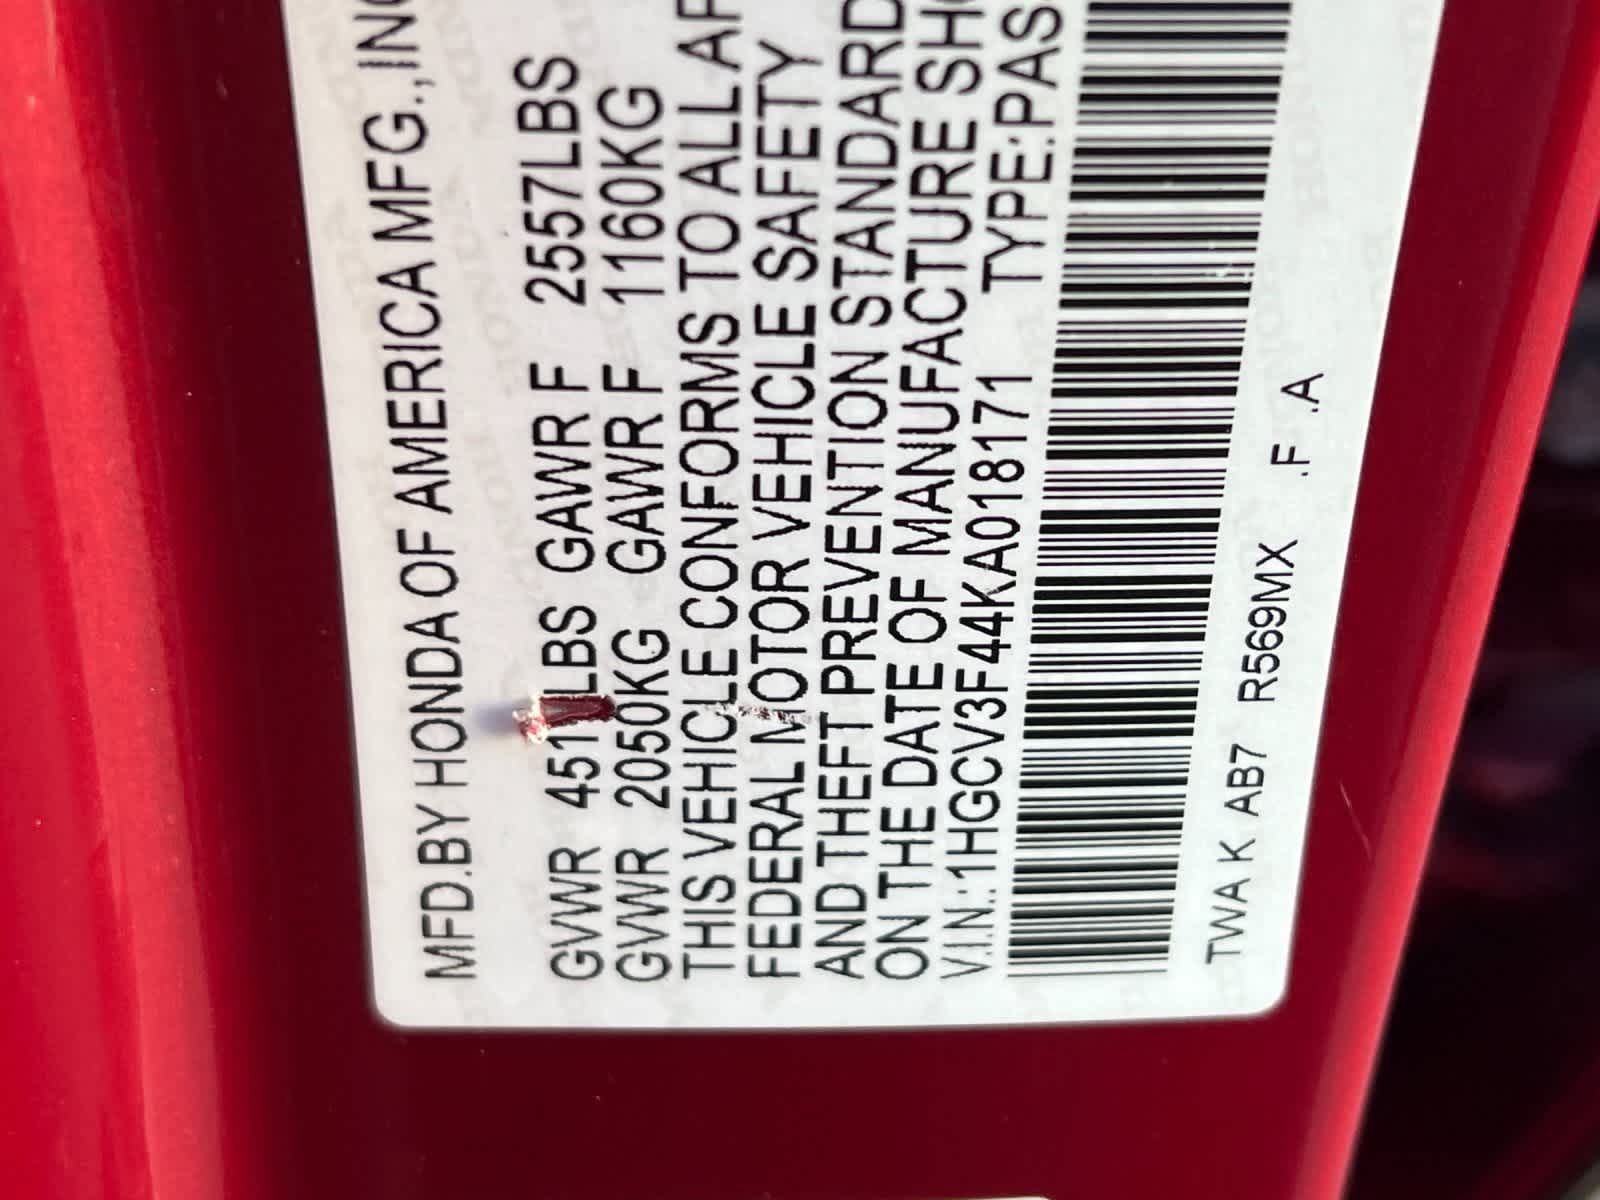 MFD.BY HONDA OF AMERICA MFG.,INC
GVWR 451 LBS GAWR F 2557LBS
GVWR 2050KG GAWR F 1160KG
THIS VEHICLE CONFORMS TO ALL AP
FEDERAL MOTOR VEHICLE SAFETY
AND THEFT PREVENTION STANDARD
ON THE DATE OF MANUFACTURE SHO
V.I.N.:1HGCV3F44KA018171 TYPE:PAS
TWA K AB7 R569MX .F .A